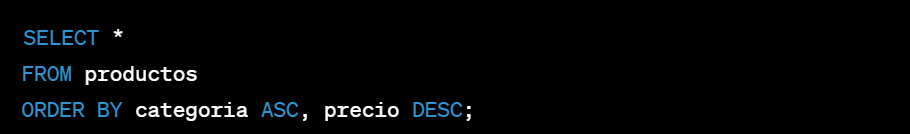 SELECT *
FROM productos
ORDER BY categoria ASC, precio DESC;